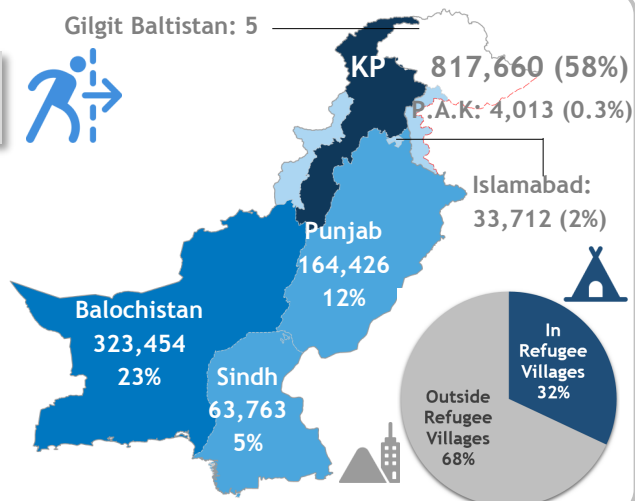 Gilgit Baltistan: 5
KP
817,660 (58%)
P.A.K: 4,013 (0.3%)
Islamabad:
33,712 (2%)
Punjab
164,426
12%
Balochistan
323,454
23%
Sindh
63,763
5%
In
Refugee
Villages
32%
Outside
Refugee
Villages
68%